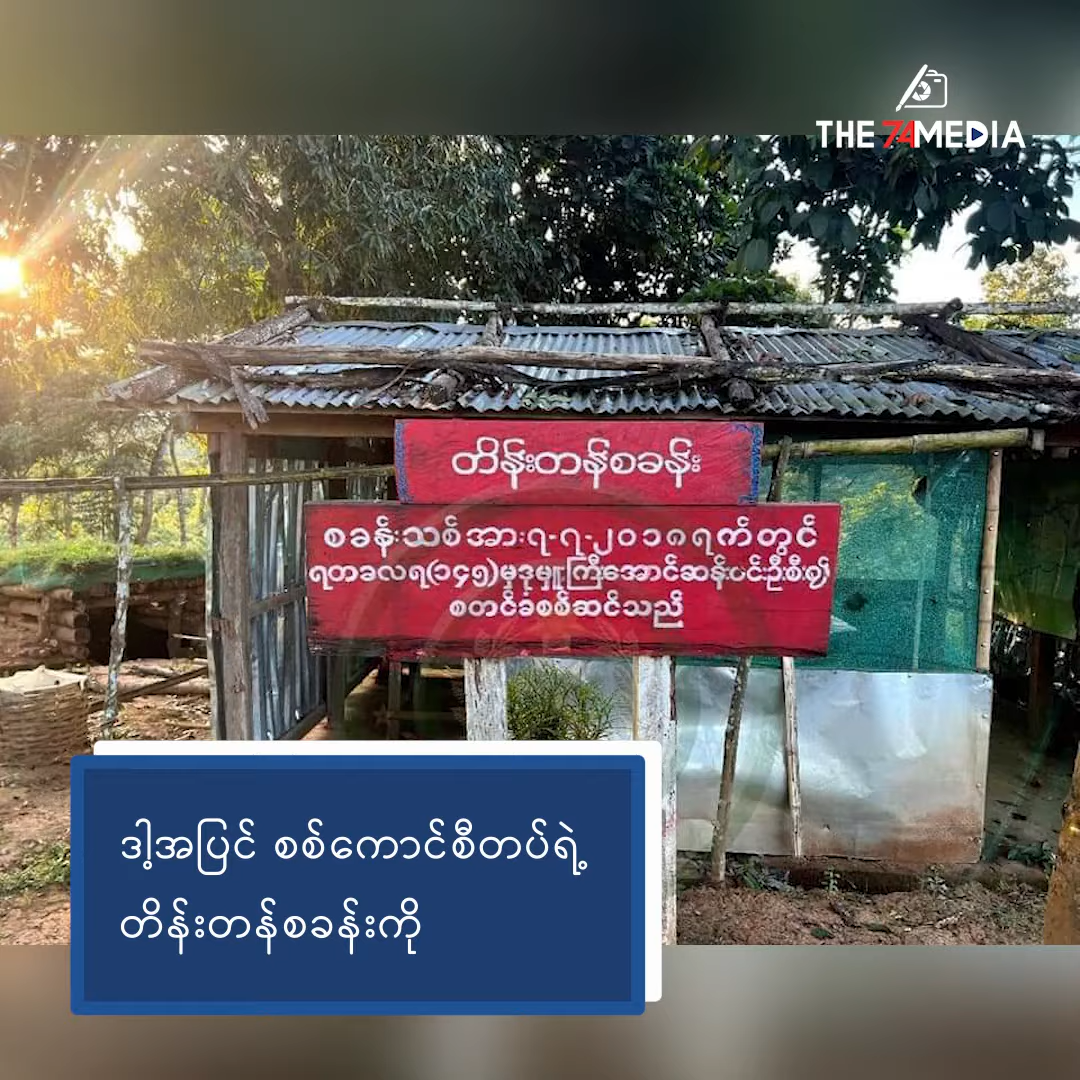 THE 74 MEDIA
တိန်းတန်စခန်း
စခန်းသစ်အား၇-၇-၂၀၁၈ရက်တွင်
ရတခလရ(၁၄၅)မှဒုမှူးကြီးအောင်ဆန်းဝင်းဦးစီး၍
စတင်ခံစစ်ဆင်သည်
ဒါ့အပြင် စစ်ကောင်စီတပ်ရဲ့
တိန်းတန်စခန်းကို